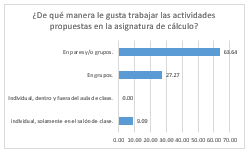 ¿De qué manera le gusta trabajar las actividades
propuestas en la asignatura de cálculo?
En pares y/o grupos. 63.64
En grupos. 27.27
Individual, dentro y fuera del aula de clase. 0.00
Individual, solamente en el salón de clase. 9.09
0.00 10.00 20.00 30.00 40.00 50.00 60.00 70.00